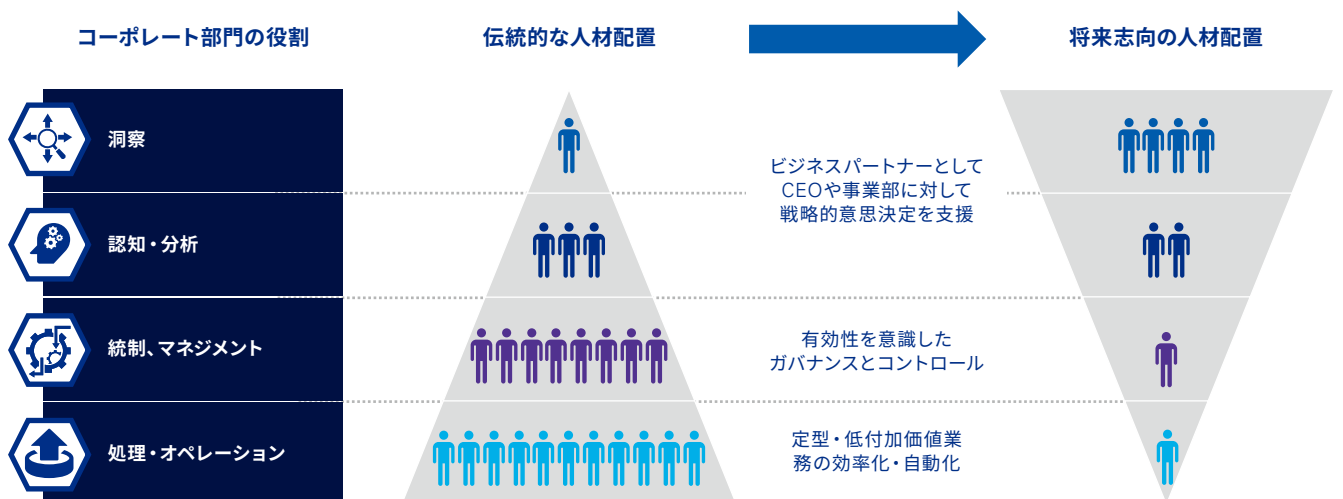 コーポレート部門の役割
伝統的な人材配置
将来志向の人材配置
洞察
ビジネスパートナーとして
CEOや事業部に対して
戦略的意思決定を支援
認知・分析
統制、マネジメント
有効性を意識した
ガバナンスとコントロール
処理・オペレーション
定型・低付加価値業
務の効率化・自動化